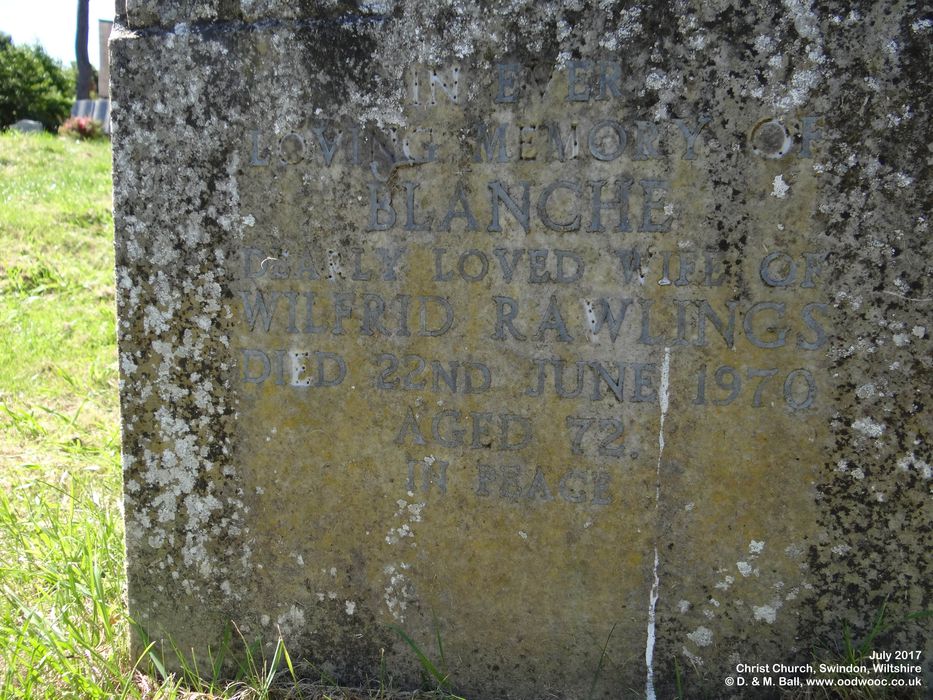 IN EVER
LOVING MEMORY OF
BLANCHE
DEARLY LOVED WIFE OF
WILFRID RAWLINGS
DIED 22ND JUNE 1970
AGED 72.
IN PEACE
July 2017
Christ Church, Swindon, Wiltshire
© D. & M. Ball, www.oodwooc.co.uk